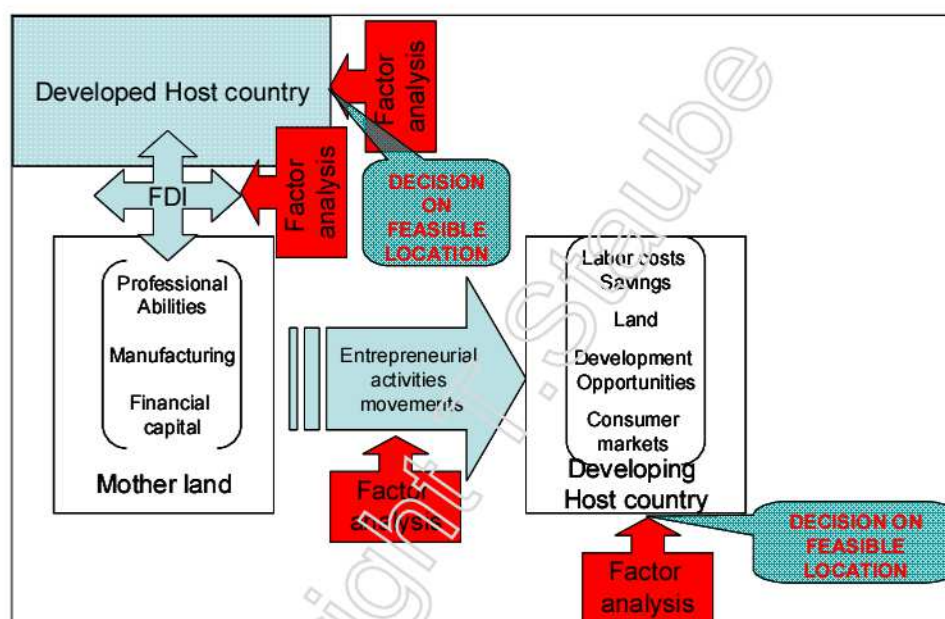 Developed Host country
Factor
analysis
FDI
Factor
analysis
DECISION
ON
FEASIBLE
LOCATION
Professional
Abilities
Manufacturing
Financial
capital
Mother land
Entrepreneurial
activities
movements
Factor
analysis
Labor costs
Savings
Land
Development
Opportunities
Consumer
markets
Developing
Host country
Factor
analysis
DECISION ON
FEASIBLE
LOCATION
right T.Staube